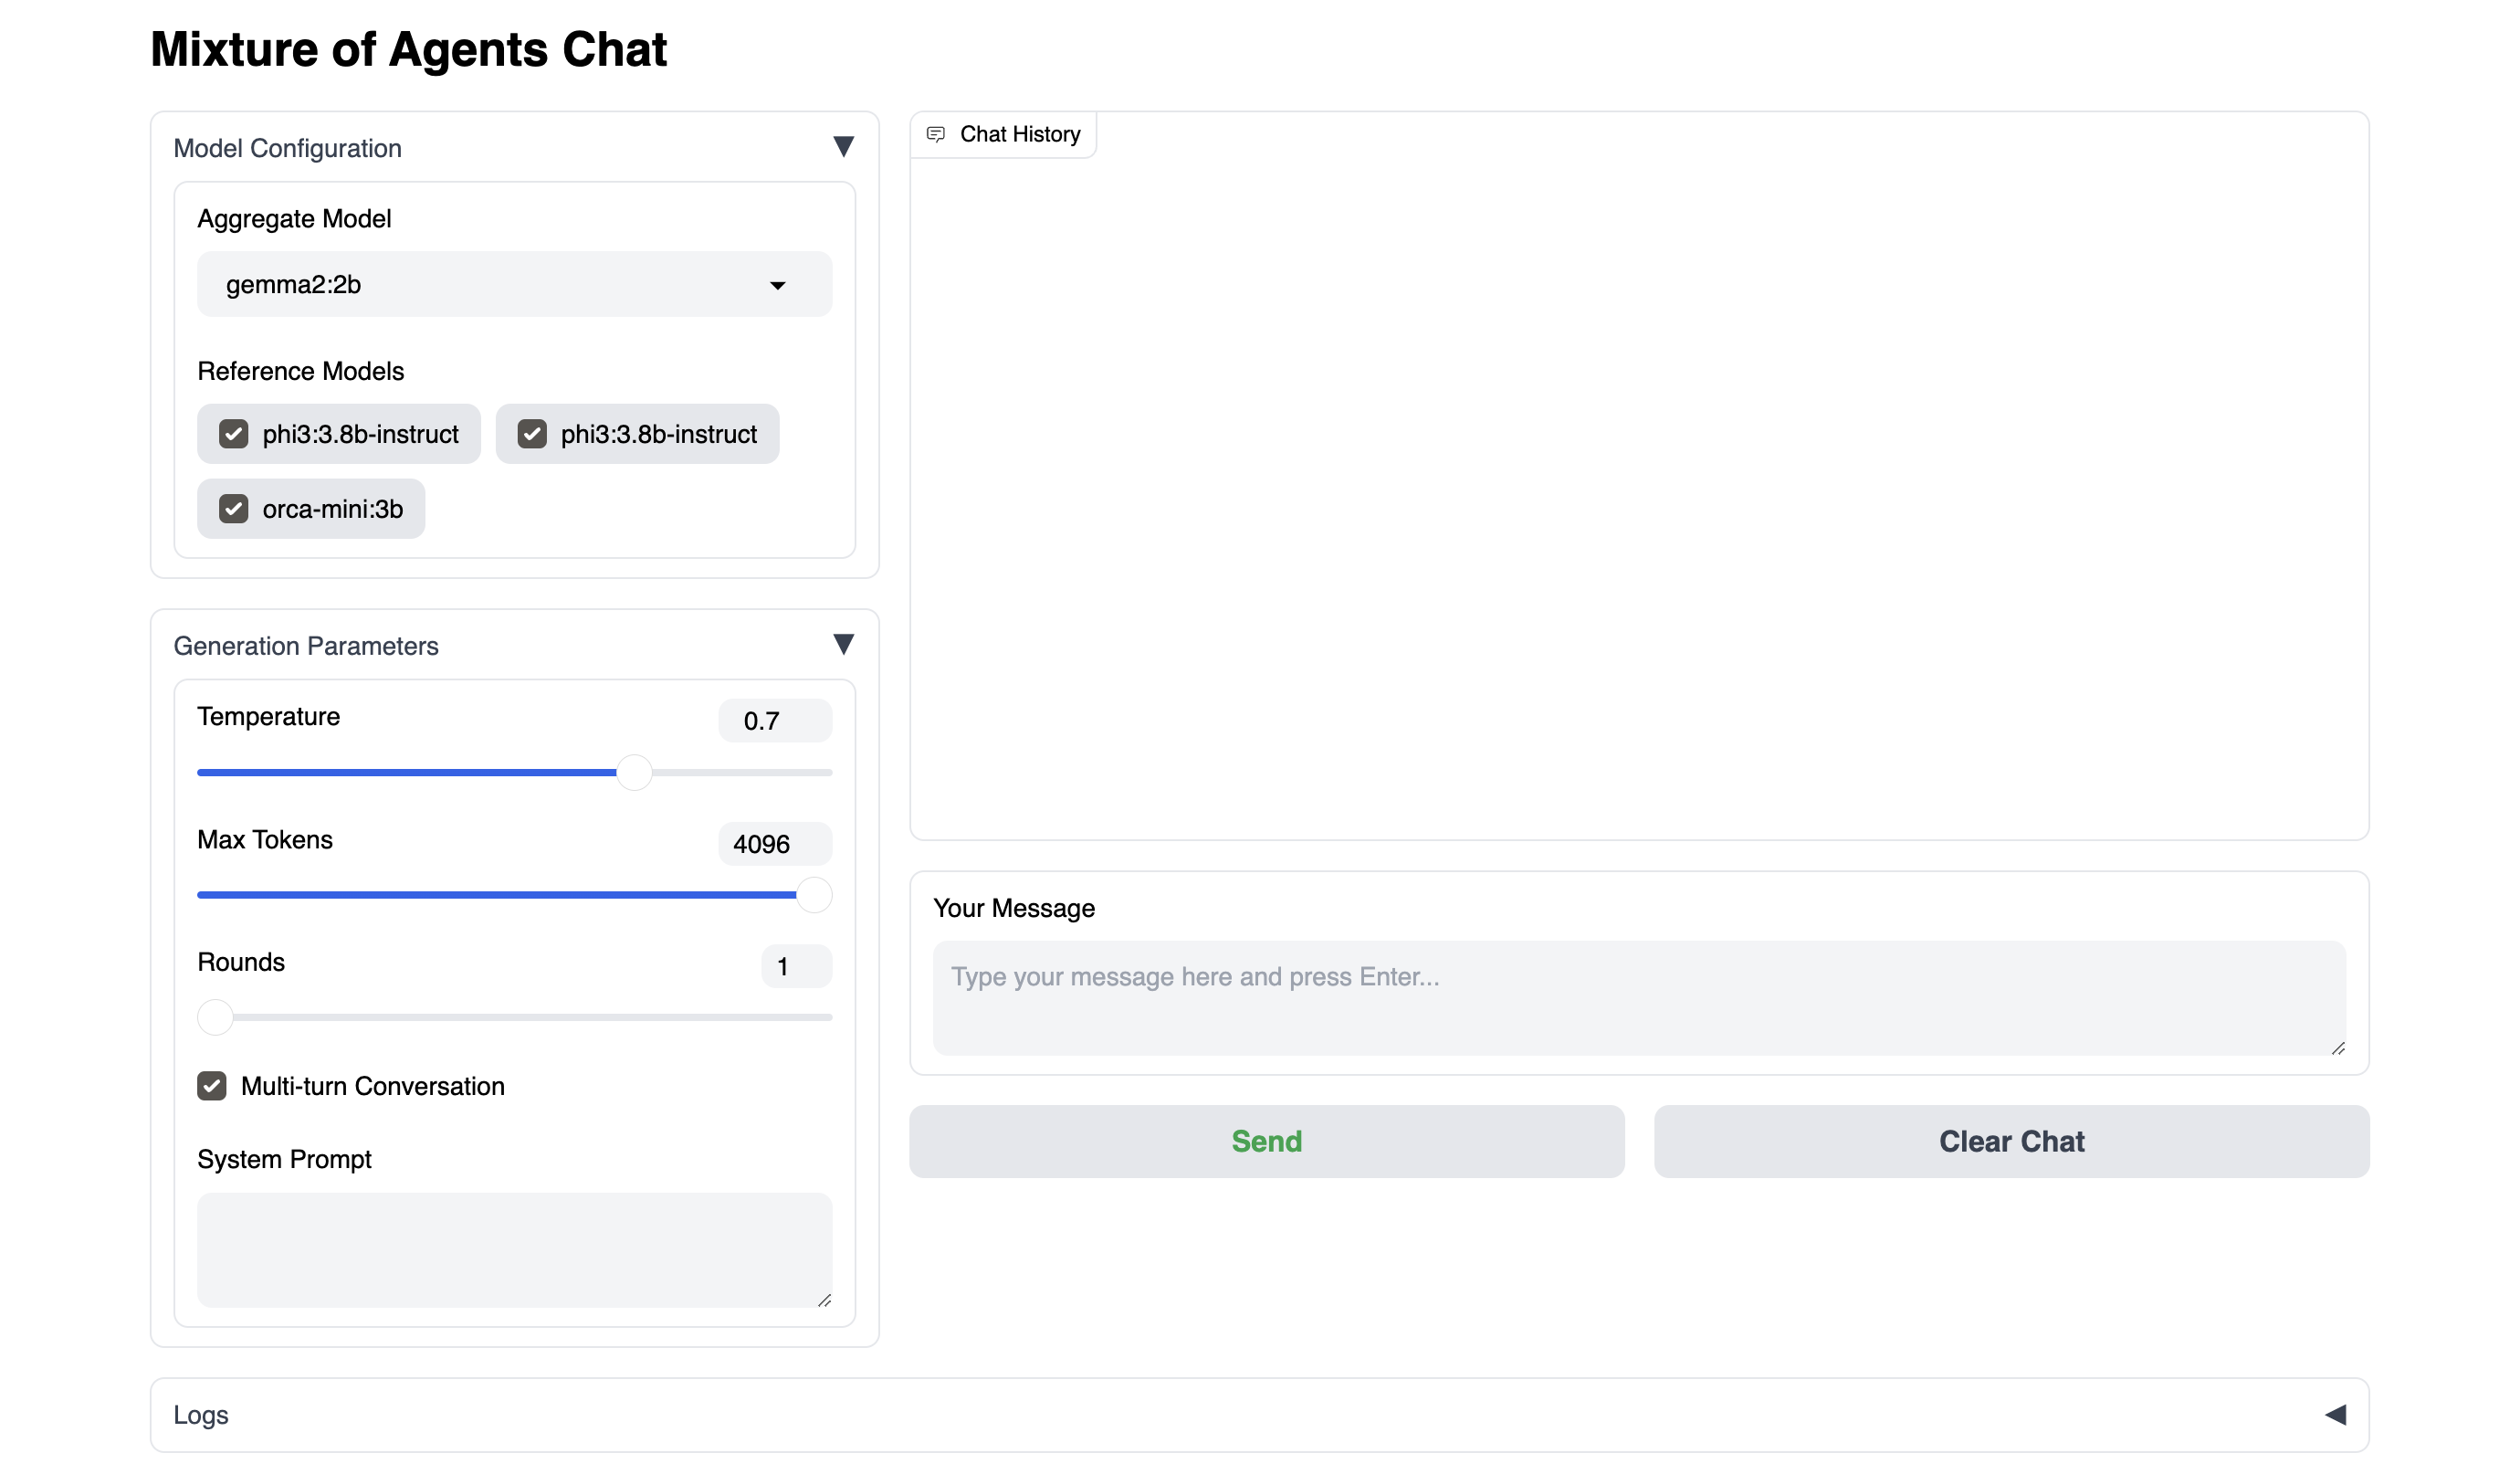 Mixture of Agents Chat
Model Configuration
Aggregate Model
gemma2:2b
Reference Models
phi3:3.8b-instruct phi3:3.8b-instruct
orca-mini:3b
Generation Parameters
Temperature 0.7
Max Tokens 4096
Rounds 1
Multi-turn Conversation
System Prompt
Chat History
Your Message
Type your message here and press Enter...
Send Clear Chat
Logs